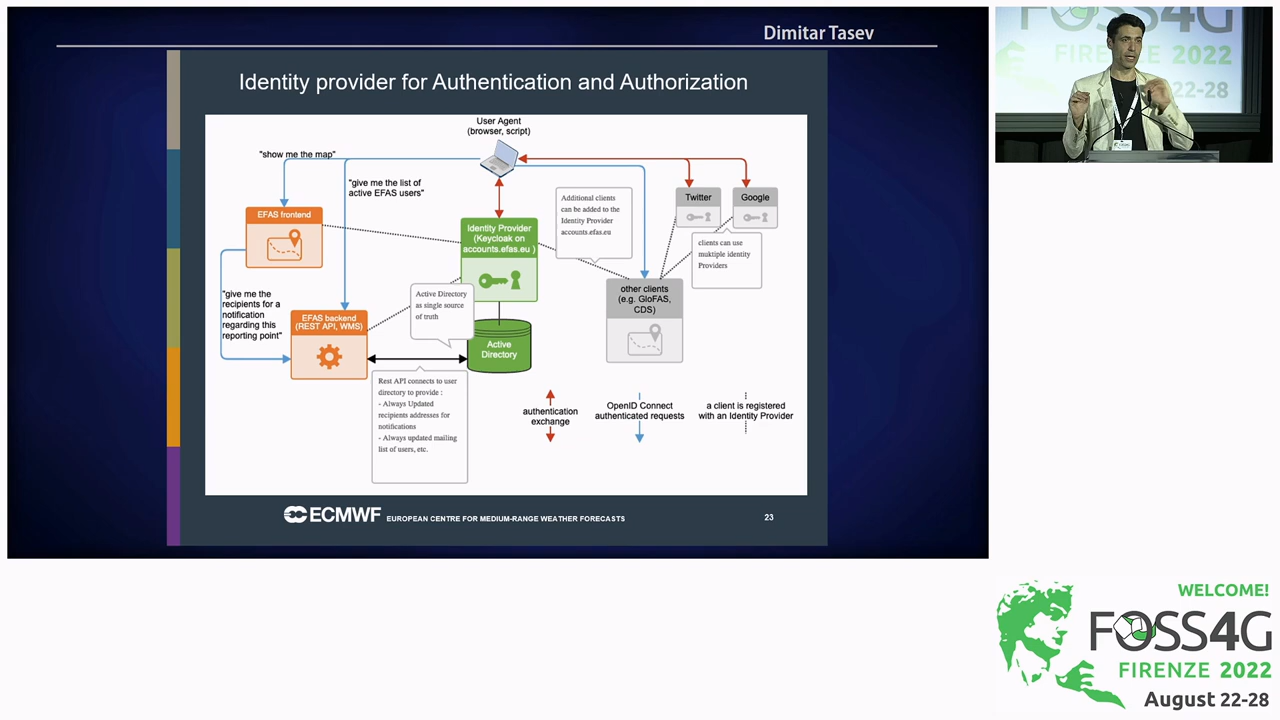 Dimitar Tasev
Identity provider for Authentication and Authorization
User Agent
(browser, script)
"show me the map"
"give me the list of
active EFAS users"
EFAS frontend
Identity Provider
(Keycloak on
accounts.efas.eu )
Additional clients
can be added to the
Identity Provider
accounts.efas.eu
Twitter
Google
clients can use
muktiple identity
Providers
"give me the
recipients for a
notification
regarding this
reporting point"
EFAS backend
(REST API, WMS)
Active Directory
as single source
of truth
Active
Directory
other clients
(e.g. GloFAS,
CDS)
Rest API connects to user
directory to provide :
- Always Updated
recipients addresses for
notifications
- Always updated mailing
list of users, etc.
authentication
exchange
OpenID Connect
authenticated requests
a client is registered
with an Identity Provider
ECMWF EUROPEAN CENTRE FOR MEDIUM-RANGE WEATHER FORECASTS
23
FOSS4G
FIRENZE 2022
22-28
WELCOME!
FOSS4G
FIRENZE 2022
August 22-28